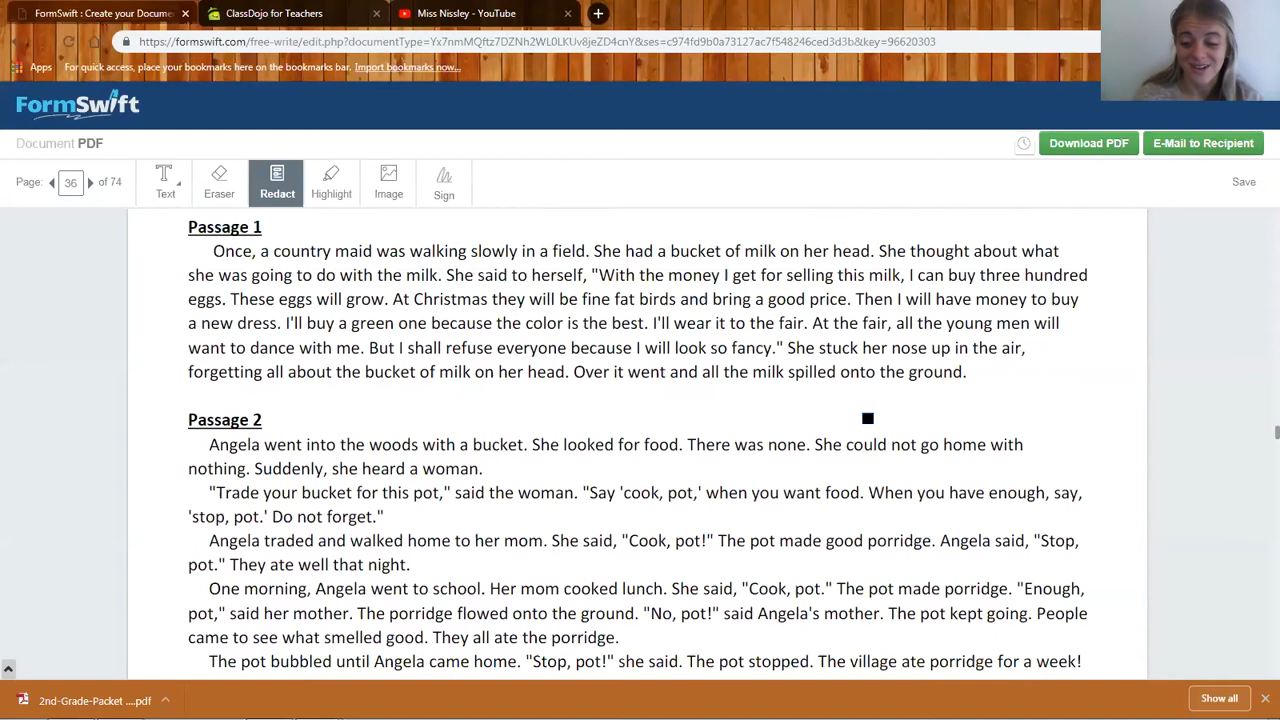 FormSwift : Create your Docume
ClassDojo for Teachers
Miss Nissley - YouTube
https://formswift.com/free-write/edit.php?documentType=Yx7nmMQftz7DZNh2WL0LKUv8jeZD4cnY&ses=c974fd9b0a73127ac7f548246ced3d3b&key=96620303
Apps For quick access, place your bookmarks here on the bookmarks bar. Import bookmarks now...
FormSwift
Document PDF
Download PDF
E-Mail to Recipient
Page: 36 of 74
Text
Eraser
Redact
Highlight
Image
Sign
Save
Passage 1
Once, a country maid was walking slowly in a field. She had a bucket of milk on her head. She thought about what
she was going to do with the milk. She said to herself, "With the money I get for selling this milk, I can buy three hundred
eggs. These eggs will grow. At Christmas they will be fine fat birds and bring a good price. Then I will have money to buy
a new dress. I'll buy a green one because the color is the best. I'll wear it to the fair. At the fair, all the young men will
want to dance with me. But I shall refuse everyone because I will look so fancy." She stuck her nose up in the air,
forgetting all about the bucket of milk on her head. Over it went and all the milk spilled onto the ground.
Passage 2
Angela went into the woods with a bucket. She looked for food. There was none. She could not go home with
nothing. Suddenly, she heard a woman.
"Trade your bucket for this pot," said the woman. "Say 'cook, pot,' when you want food. When you have enough, say,
'stop, pot.' Do not forget."
Angela traded and walked home to her mom. She said, "Cook, pot!" The pot made good porridge. Angela said, "Stop,
pot." They ate well that night.
One morning, Angela went to school. Her mom cooked lunch. She said, "Cook, pot." The pot made porridge. "Enough,
pot," said her mother. The porridge flowed onto the ground. "No, pot!" said Angela's mother. The pot kept going. People
came to see what smelled good. They all ate the porridge.
The pot bubbled until Angela came home. "Stop, pot!" she said. The pot stopped. The village ate porridge for a week!
2nd-Grade-Packet ....pdf
Show all